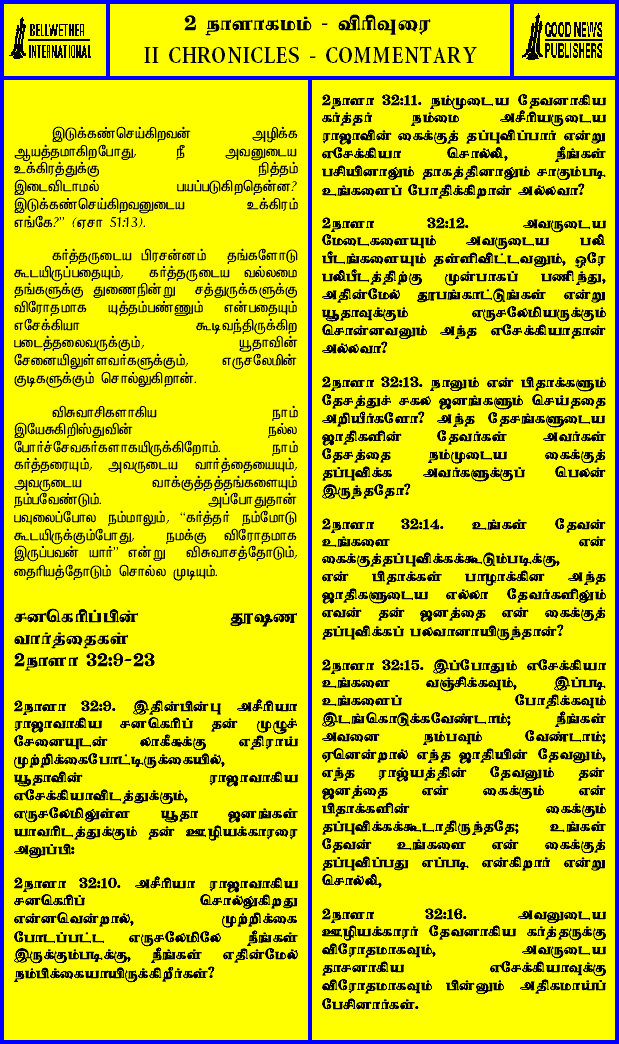 BELLWETHER
INTERNATIONAL
2 நாளாகமம் - விரிவுரை
II CHRONICLES - COMMENTARY
GOOD NEWS
PUBLISHERS
இடுக்கண்செய்கிறவன் அழிக்க
ஆயத்தமாகிறபோது, நீ அவனுடைய
உக்கிரத்துக்கு நித்தம்
இடைவிடாமல் பயப்படுகிறதென்ன?
இடுக்கண்செய்கிறவனுடைய உக்கிரம்
எங்கே?” (ஏசா 51:13).
கர்த்தருடைய பிரசன்னம் தங்களோடு
கூடயிருப்பதையும், கர்த்தருடைய வல்லமை
தங்களுக்கு துணைநின்று சத்துருக்களுக்கு
விரோதமாக யுத்தம்பண்ணும் என்பதையும்
எசேக்கியா கூடிவந்திருக்கிற
படைத்தலைவருக்கும், யூதாவின்
சேனையிலுள்ளவர்களுக்கும், எருசலேமின்
குடிகளுக்கும் சொல்லுகிறான்.
விசுவாசிகளாகிய நாம்
இயேசுகிறிஸ்துவின் நல்ல
போர்ச்சேவகர்களாகயிருக்கிறோம். நாம்
கர்த்தரையும், அவருடைய வார்த்தையையும்,
அவருடைய வாக்குத்தத்தங்களையும்
நம்பவேண்டும். அப்போதுதான்
பவுலைப்போல நம்மாலும், “கர்த்தர் நம்மோடு
கூடயிருக்கும்போது, நமக்கு விரோதமாக
இருப்பவன் யார்” என்று விசுவாசத்தோடும்,
தைரியத்தோடும் சொல்ல முடியும்.
சனகெரிப்பின் தூஷண
வார்த்தைகள்
2நாளா 32:9-23
2நாளா 32:9. இதின்பின்பு அசீரியா
ராஜாவாகிய சனகெரிப் தன் முழுச்
சேனையுடன் லாகீசுக்கு எதிராய்
முற்றிக்கைபோட்டிருக்கையில்,
யூதாவின் ராஜாவாகிய
எசேக்கியாவிடத்துக்கும்,
எருசலேமிலுள்ள யூதா ஜனங்கள்
யாவரிடத்துக்கும் தன் ஊழியக்காரரை
அனுப்பி:
2நாளா 32:10. அசீரியா ராஜாவாகிய
சனகெரிப் சொல்லுகிறது
என்னவென்றால், முற்றிக்கை
போடப்பட்ட எருசலேமிலே நீங்கள்
இருக்கும்படிக்கு, நீங்கள் எதின்மேல்
நம்பிக்கையாயிருக்கிறீர்கள்?
2நாளா 32:11. நம்முடைய தேவனாகிய
கர்த்தர் நம்மை அசீரியருடைய
ராஜாவின் கைக்குத் தப்புவிப்பார் என்று
எசேக்கியா சொல்லி, நீங்கள்
பசியினாலும் தாகத்தினாலும் சாகும்படி
உங்களைப் போதிக்கிறான் அல்லவா?
2நாளா 32:12. அவருடைய
மேடைகளையும் அவருடைய பலி
பீடங்களையும் தள்ளிவிட்டவனும், ஒரே
பலிபீடத்திற்கு முன்பாகப் பணிந்து,
அதின்மேல் தூபங்காட்டுங்கள் என்று
யூதாவுக்கும் எருசலேமியருக்கும்
சொன்னவனும் அந்த எசேக்கியாதான்
அல்லவா?
2நாளா 32:13. நானும் என் பிதாக்களும்
தேசத்துச் சகல ஜனங்களும் செய்ததை
அறியீர்களோ? அந்த தேசங்களுடைய
ஜாதிகளின் தேவர்கள் அவர்கள்
தேசத்தை நம்முடைய கைக்குத்
தப்புவிக்க அவர்களுக்குப் பெலன்
இருந்ததோ?
2நாளா 32:14. உங்கள் தேவன்
உங்களை என்
கைக்குத்தப்புவிக்கக்கூடும்படிக்கு,
என் பிதாக்கள் பாழாக்கின அந்த
ஜாதிகளுடைய எல்லா தேவர்களிலும்
எவன் தன் ஜனத்தை என் கைக்குத்
தப்புவிக்கப் பலவானாயிருந்தான்?
2நாளா 32:15. இப்போதும் எசேக்கியா
உங்களை வஞ்சிக்கவும், இப்படி
உங்களைப் போதிக்கவும்
இடங்கொடுக்கவேண்டாம்; நீங்கள்
அவனை நம்பவும் வேண்டாம்;
ஏனென்றால் எந்த ஜாதியின் தேவனும்,
எந்த ராஜ்யத்தின் தேவனும் தன்
ஜனத்தை என் கைக்கும் என்
பிதாக்களின் கைக்கும்
தப்புவிக்கக்கூடாதிருந்ததே; உங்கள்
தேவன் உங்களை என் கைக்குத்
தப்புவிப்பது எப்படி என்கிறார் என்று
சொல்லி,
2நாளா 32:16. அவனுடைய
ஊழியக்காரர் தேவனாகிய கர்த்தருக்கு
விரோதமாகவும், அவருடைய
தாசனாகிய எசேக்கியாவுக்கு
விரோதமாகவும் பின்னும் அதிகமாய்ப்
பேசினார்கள்.